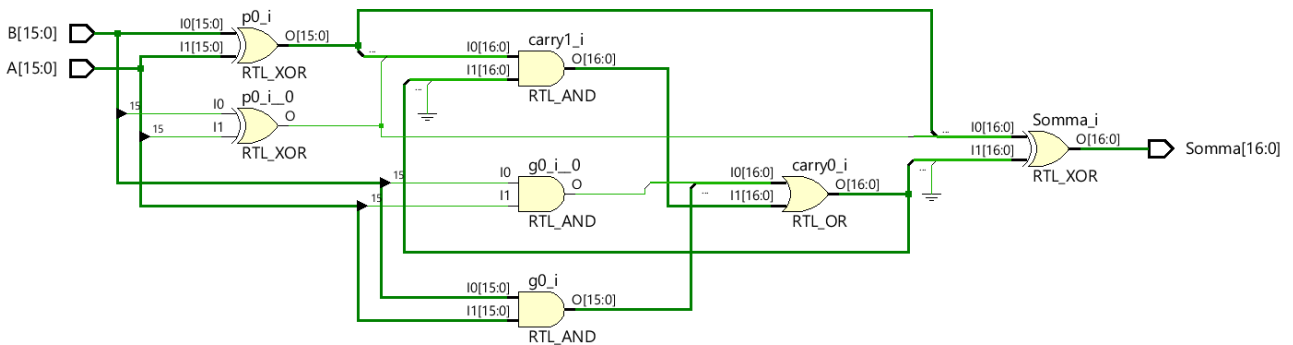 p0_i
B[15:0]
I0[15:0]
I1[15:0]
O[15:0]
A[15:0]
RTL_XOR
p0_i__0
15
I0
15
I1
O
RTL_XOR
...
carry1_i
I0[16:0]
I1[16:0]
O[16:0]
RTL_AND
...
g0_i__0
15
I0
15
I1
O
RTL_AND
...
carry0_i
I0[16:0]
I1[16:0]
O[16:0]
RTL_OR
g0_i
I0[15:0]
I1[15:0]
O[15:0]
RTL_AND
...
...
Somma_i
I0[16:0]
I1[16:0]
O[16:0]
RTL_XOR
Somma[16:0]